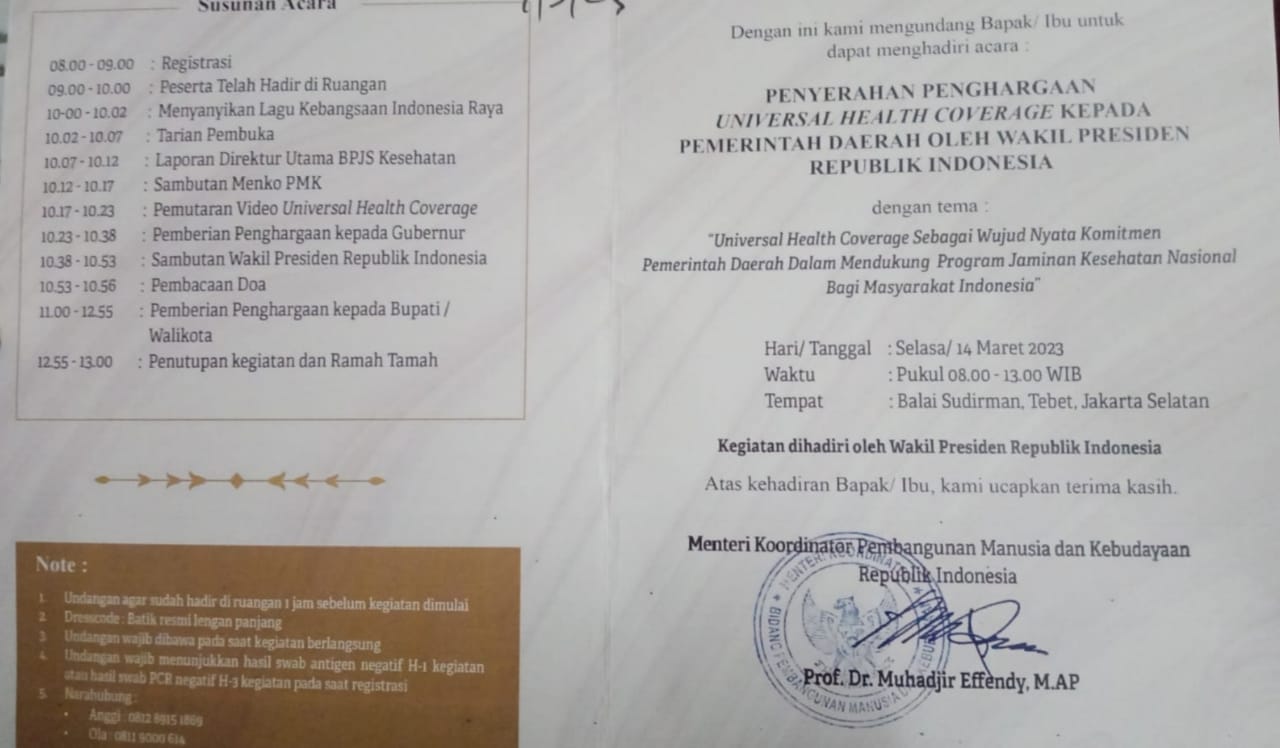 Susunan Acara
08.00 - 09.00 : Registrasi
09.00 - 10.00 : Peserta Telah Hadir di Ruangan
10-00 - 10.02 : Menyanyikan Lagu Kebangsaan Indonesia Raya
10.02 - 10.07 : Tarian Pembuka
10.07 - 10.12 : Laporan Direktur Utama BPJS Kesehatan
10.12 - 10.17 : Sambutan Menko PMK
10.17 - 10.23 : Pemutaran Video Universal Health Coverage
10.23 - 10.38 : Pemberian Penghargaan kepada Gubernur
10.38 - 10.53 : Sambutan Wakil Presiden Republik Indonesia
10.53 - 10.56 : Pembacaan Doa
11.00 - 12.55 : Pemberian Penghargaan kepada Bupati /
Walikota
12.55 - 13.00 : Penutupan kegiatan dan Ramah Tamah
Note :
1. Undangan agar sudah hadir di ruangan 1 jam sebelum kegiatan dimulai
2. Dresscode : Batik resmi lengan panjang
3. Undangan wajib dibawa pada saat kegiatan berlangsung
4. Undangan wajib menunjukkan hasil swab antigen negatif H-1 kegiatan
atau hasil swab PCR negatif H-3 kegiatan pada saat registrasi
5. Narahubung :
• Anggi : 0812 8915 1869
• Ola : 0811 9000 614
Dengan ini kami mengundang Bapak/ Ibu untuk
dapat menghadiri acara :
PENYERAHAN PENGHARGAAN
UNIVERSAL HEALTH COVERAGE KEPADA
PEMERINTAH DAERAH OLEH WAKIL PRESIDEN
REPUBLIK INDONESIA
dengan tema :
"Universal Health Coverage Sebagai Wujud Nyata Komitmen
Pemerintah Daerah Dalam Mendukung Program Jaminan Kesehatan Nasional
Bagi Masyarakat Indonesia"
Hari/ Tanggal : Selasa/ 14 Maret 2023
Waktu : Pukul 08.00 - 13.00 WIB
Tempat : Balai Sudirman, Tebet, Jakarta Selatan
Kegiatan dihadiri oleh Wakil Presiden Republik Indonesia
Atas kehadiran Bapak/ Ibu, kami ucapkan terima kasih.
Menteri Koordinator Pembangunan Manusia dan Kebudayaan
Republik Indonesia
MENTERI KOORDINATOR
BIDANG PEMBANGUNAN MANUSIA
Prof. Dr. Muhadjir Effendy, M.AP